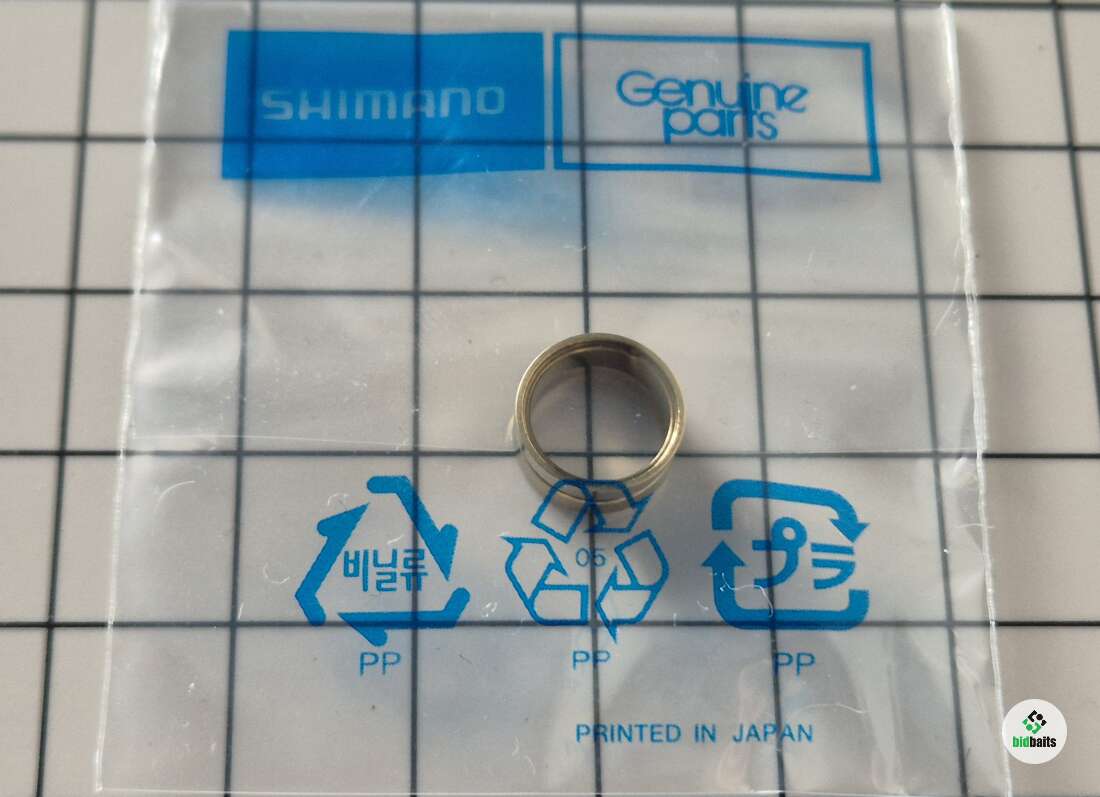 SHIMANO
Genuine
parts
비닐류
05
プラ
PP
PP
PP
PRINTED IN JAPAN
bidbaits